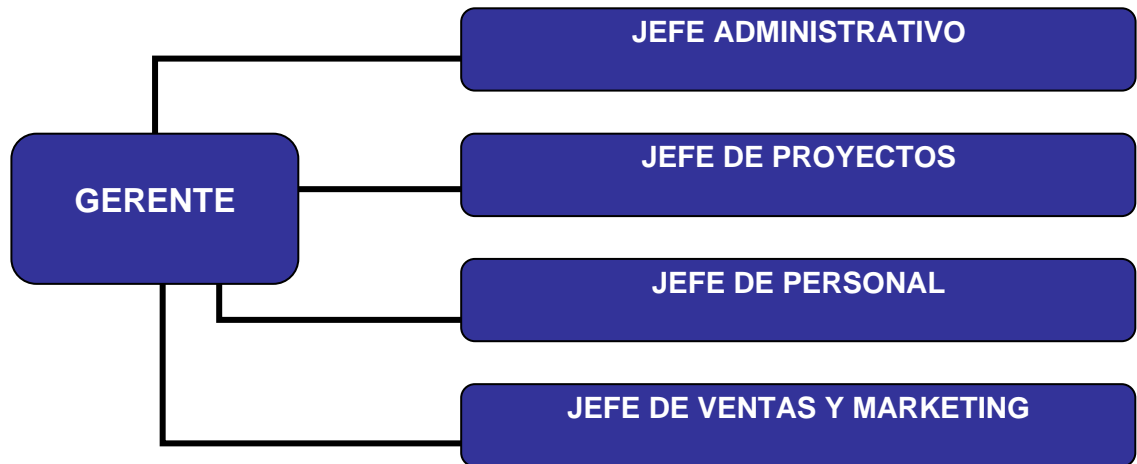 JEFE ADMINISTRATIVO
JEFE DE PROYECTOS
GERENTE
JEFE DE PERSONAL
JEFE DE VENTAS Y MARKETING